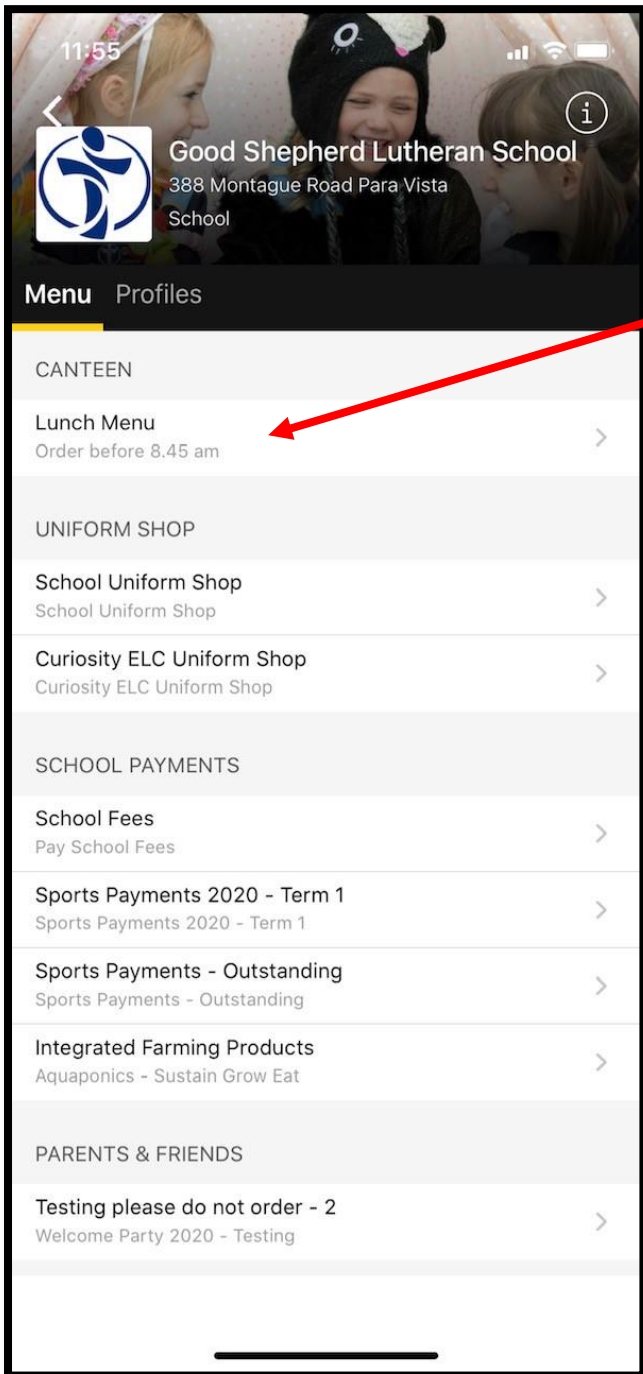 11:55
i
Good Shepherd Lutheran School
388 Montague Road Para Vista
School
Menu Profiles
CANTEEN
Lunch Menu
Order before 8.45 am
UNIFORM SHOP
School Uniform Shop
School Uniform Shop
Curiosity ELC Uniform Shop
Curiosity ELC Uniform Shop
SCHOOL PAYMENTS
School Fees
Pay School Fees
Sports Payments 2020 - Term 1
Sports Payments 2020 - Term 1
Sports Payments - Outstanding
Sports Payments - Outstanding
Integrated Farming Products
Aquaponics - Sustain Grow Eat
PARENTS & FRIENDS
Testing please do not order - 2
Welcome Party 2020 - Testing